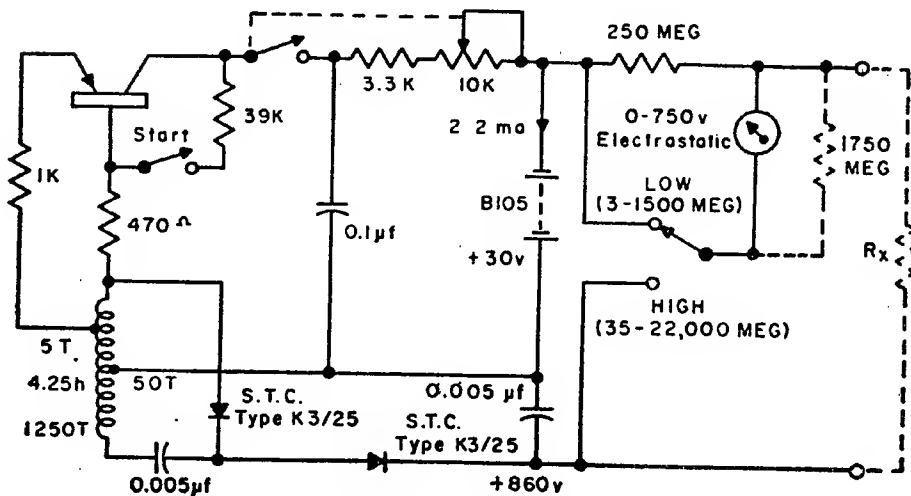 250 MEG
3.3K
10K
39K
Start
2 2 ma
0-750v
Electrostatic
1750
MEG
1K
LOW
(3-1500 MEG)
B105
470 Ω
0.1µf
+30v
Rx
HIGH
(35-22,000 MEG)
5 T.
4.25h
50T
0.005 µf
S.T.C.
Type K3/25
S.T.C.
Type K3/25
1250T
0.005µf
+860v